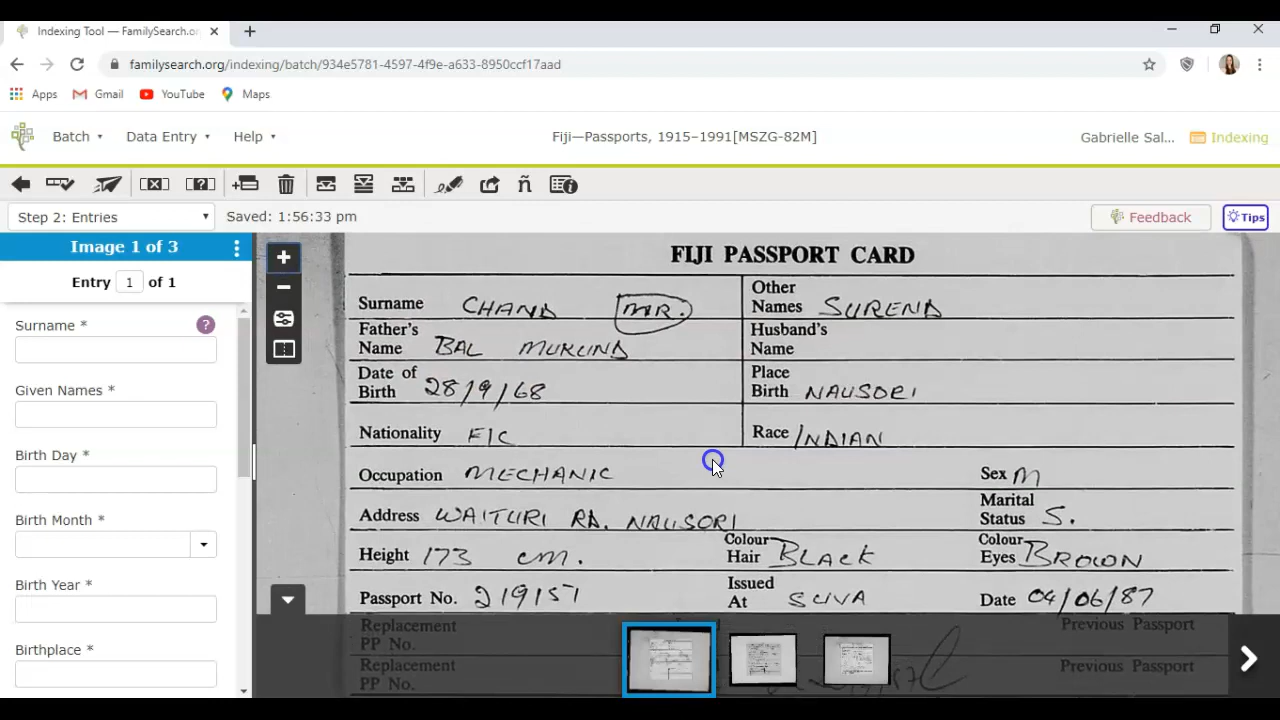 Indexing Tool — FamilySearch.or
familysearch.org/indexing/batch/934e5781-4597-4f9e-a633-8950ccf17aad
Apps Gmail YouTube Maps
Batch Data Entry Help Fiji—Passports, 1915-1991[MSZG-82M] Gabrielle Sal... Indexing
Step 2: Entries Saved: 1:56:33 pm Feedback Tips
Image 1 of 3
Entry 1 of 1
Surname *
Given Names *
Birth Day *
Birth Month *
Birth Year *
Birthplace *
FIJI PASSPORT CARD
Surname CHAND MR. Other Names SUREND
Father's Name BAL MUKUND Husband's Name
Date of Birth 28/9/68 Place Birth NAUSORI
Nationality FIC Race INDIAN
Occupation MECHANIC Sex M
Address WAITURI RD. NAUSORI Marital Status S.
Height 173 cm. Colour Hair BLACK Colour Eyes BROWN
Passport No. 219157 Issued At SUVA Date 04/06/87
Replacement PP No. Previous Passport
Replacement PP No. Previous Passport